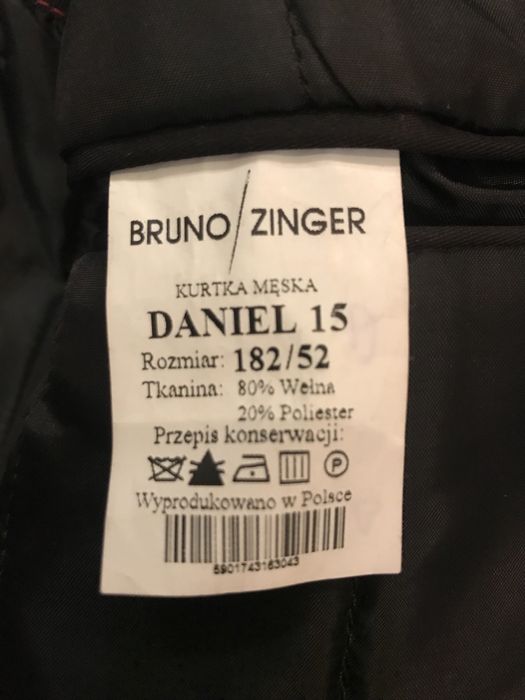 BRUNO/ZINGER
KURTKA MĘSKA
DANIEL 15
Rozmiar: 182/52
Tkanina: 80% Wełna
20% Poliester
Przepis konserwacji:
P
Wyprodukowano w Polsce
5901743163043